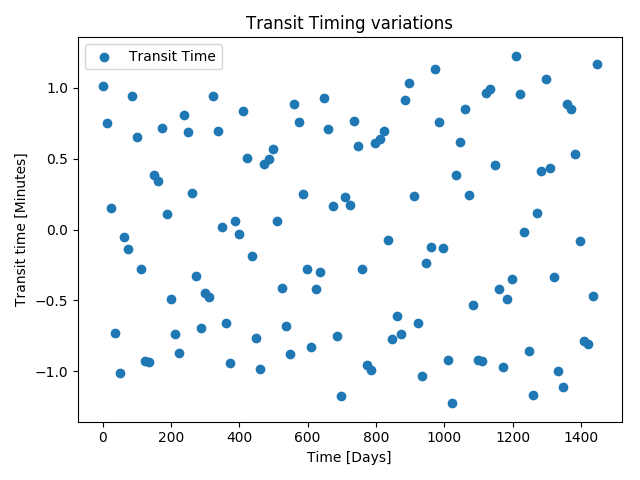 Transit Timing variations
Transit Time
1.0
0.5
0.0
−0.5
−1.0
Transit time [Minutes]
0 200 400 600 800 1000 1200 1400
Time [Days]